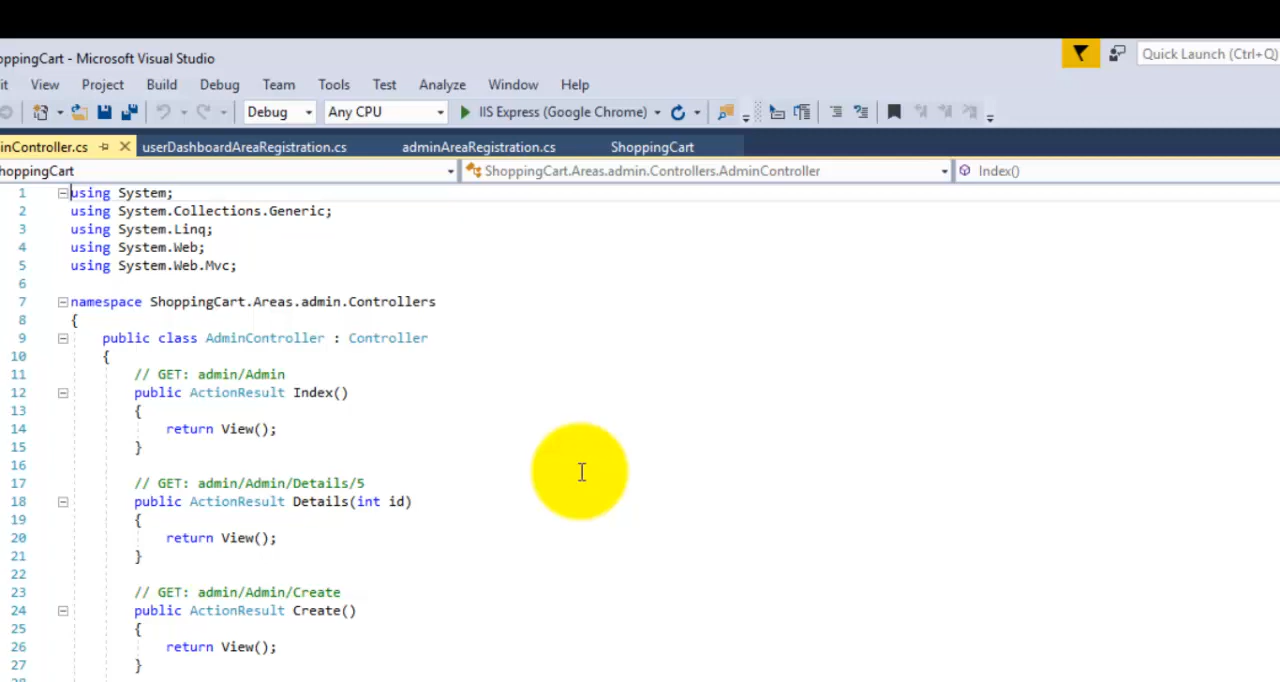 oppingCart - Microsoft Visual Studio
Quick Launch (Ctrl+Q)
it View Project Build Debug Team Tools Test Analyze Window Help
Debug Any CPU IIS Express (Google Chrome)
inController.cs userDashboardAreaRegistration.cs adminAreaRegistration.cs ShoppingCart
hoppingCart ShoppingCart.Areas.admin.Controllers.AdminController Index()
1 using System;
2 using System.Collections.Generic;
3 using System.Linq;
4 using System.Web;
5 using System.Web.Mvc;
6
7 namespace ShoppingCart.Areas.admin.Controllers
8 {
9 public class AdminController : Controller
10 {
11 // GET: admin/Admin
12 public ActionResult Index()
13 {
14 return View();
15 }
16
17 // GET: admin/Admin/Details/5
18 public ActionResult Details(int id)
19 {
20 return View();
21 }
22
23 // GET: admin/Admin/Create
24 public ActionResult Create()
25 {
26 return View();
27 }